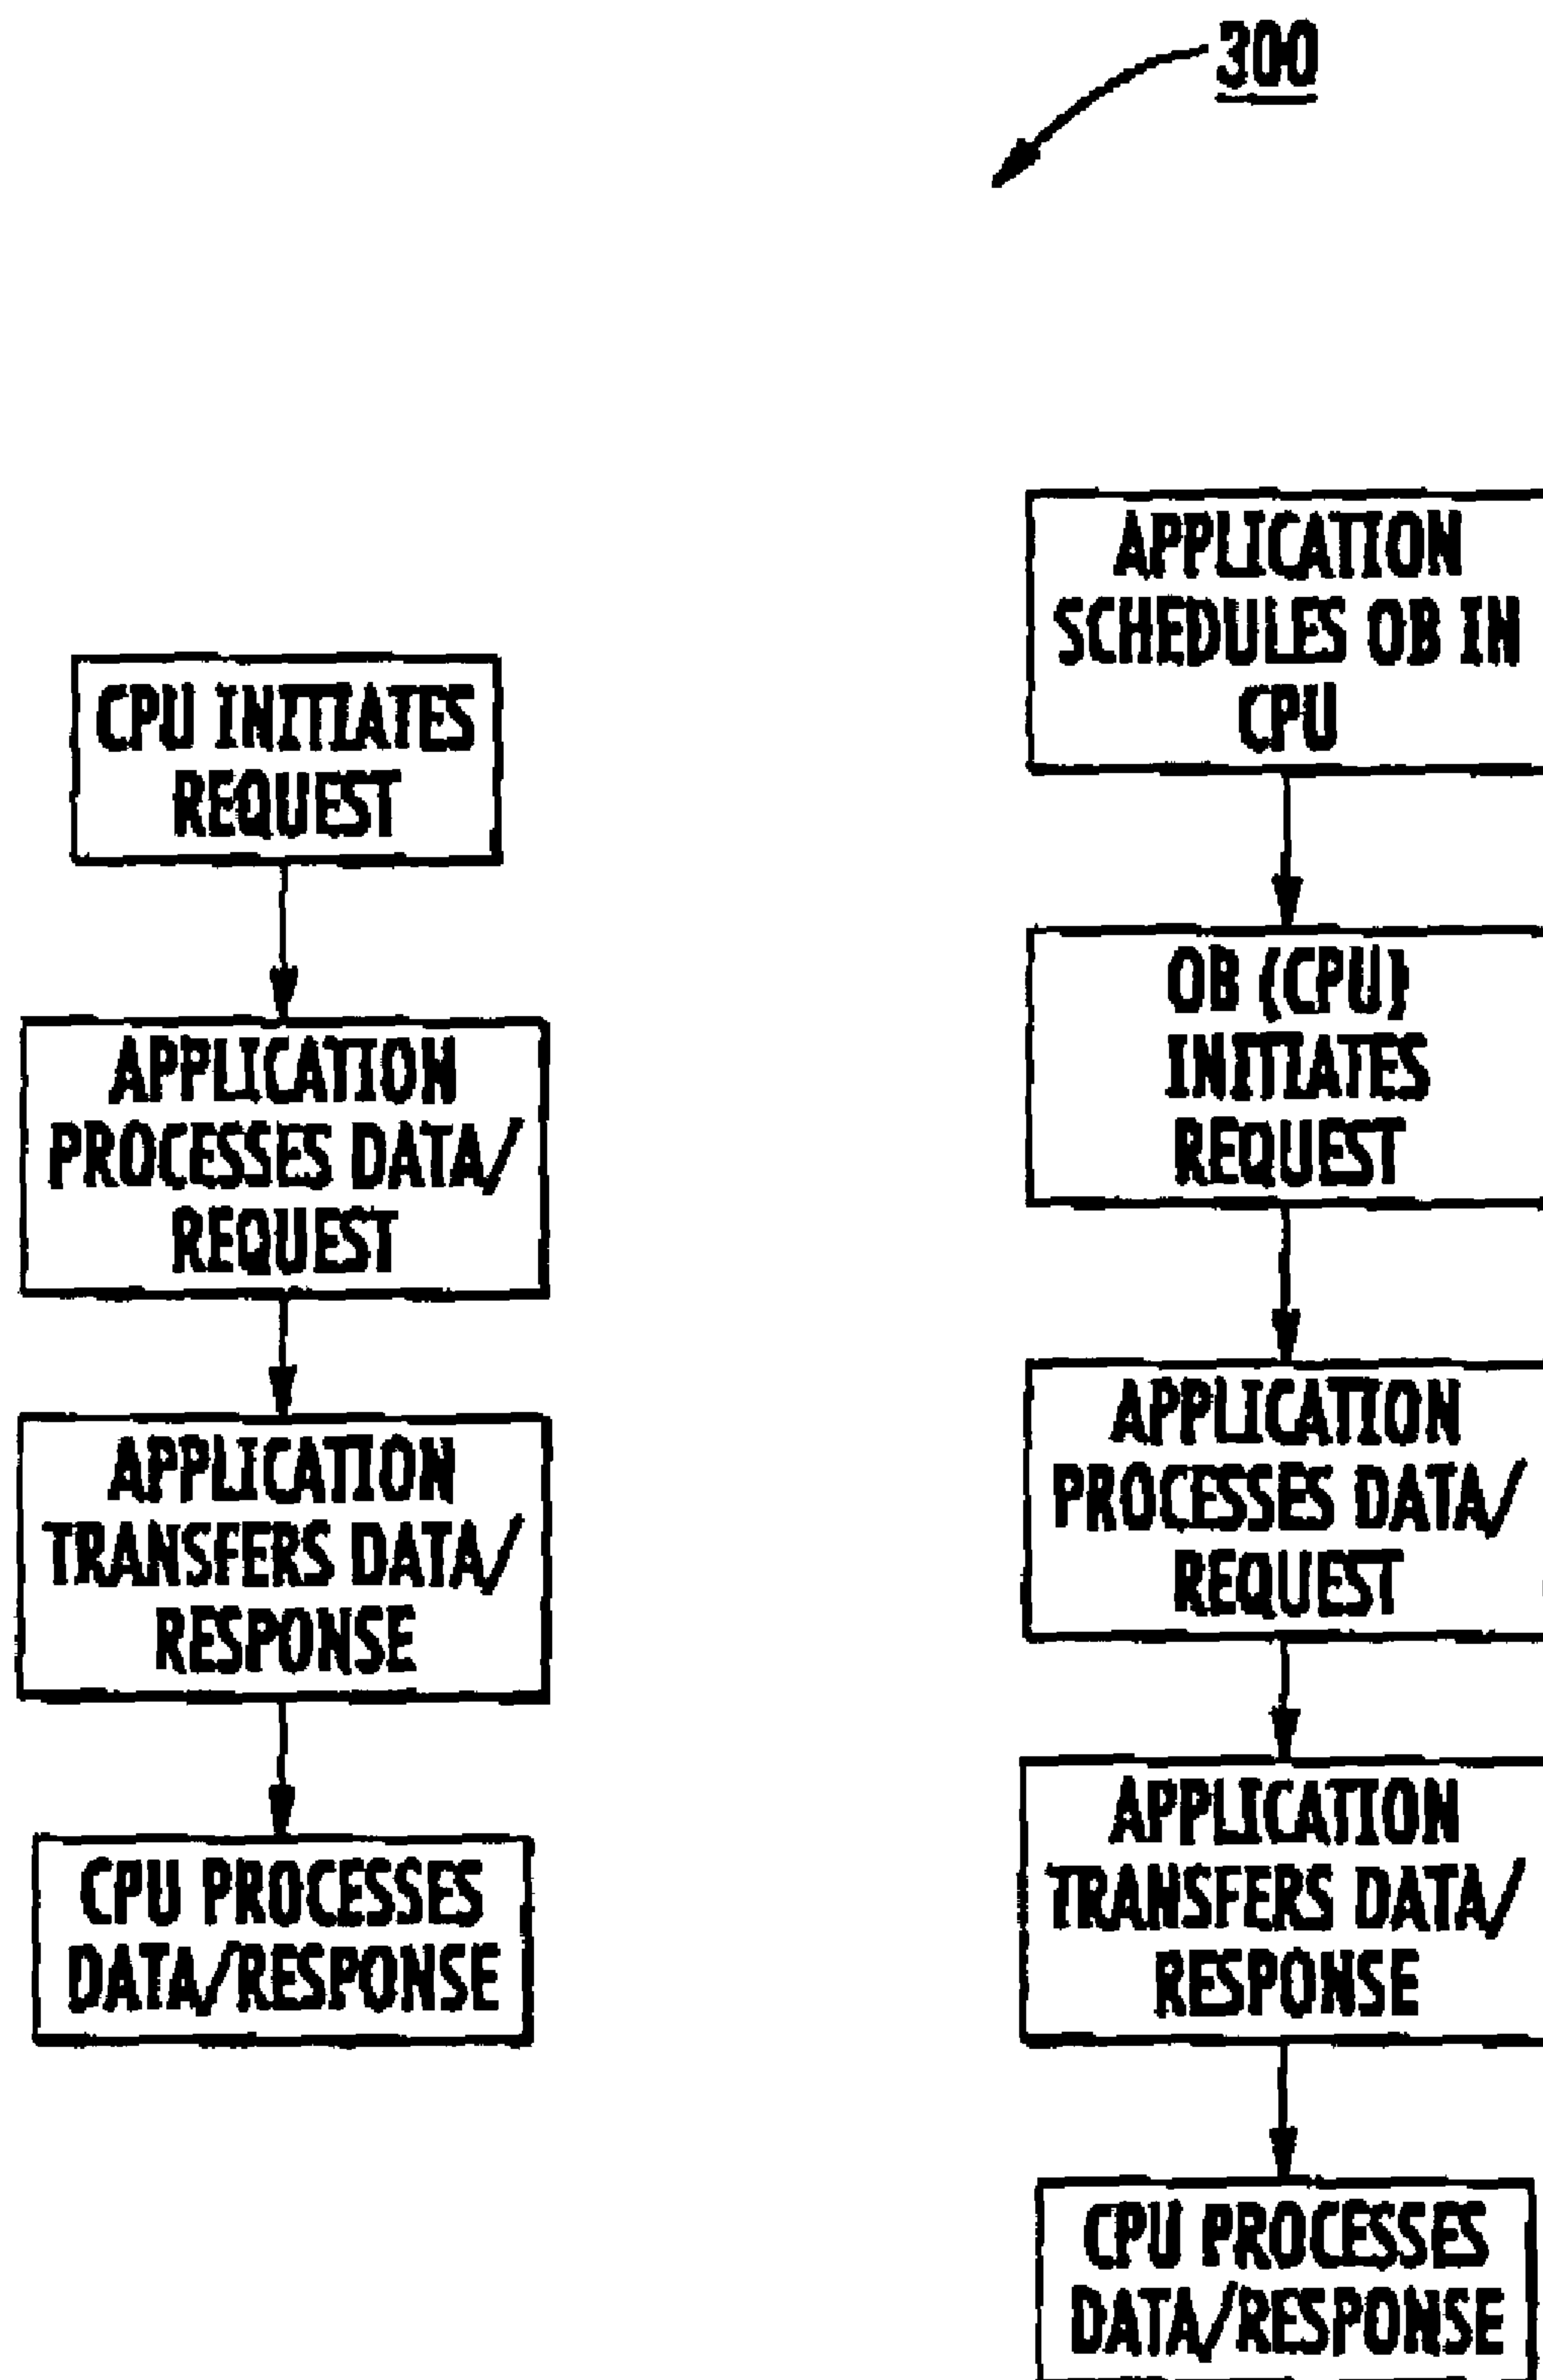 300
CPU INITIATES
REQUEST
APPLICATION
PROCESSES DATA/
REQUEST
APPLICATION
TRANSFERS DATA/
RESPONSE
CPU PROCESSES
DATA/RESPONSE
APPLICATION
SCHEDULES OB IN
CPU
OB (CPU)
INITIATES
REQUEST
APPLICATION
PROCESSES DATA/
REQUEST
APPLICATION
TRANSFERS DATA/
RESPONSE
CPU PROCESSES
DATA/RESPONSE